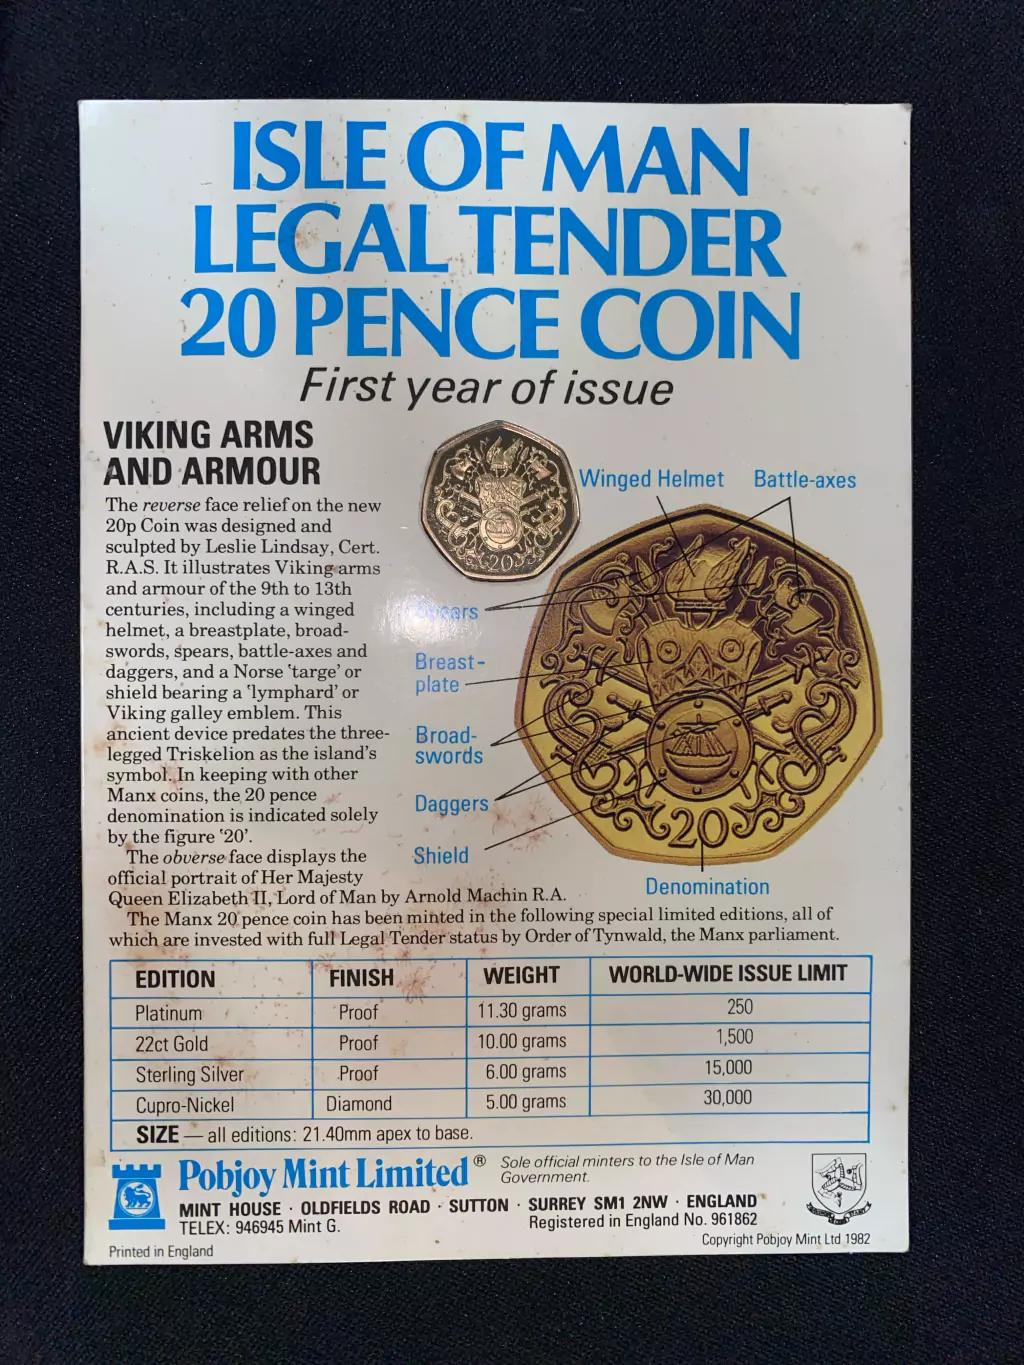 ISLE OF MAN
LEGAL TENDER
20 PENCE COIN
First year of issue
VIKING ARMS
AND ARMOUR
The reverse face relief on the new
20p Coin was designed and
sculpted by Leslie Lindsay, Cert.
R.A.S. It illustrates Viking arms
and armour of the 9th to 13th
centuries, including a winged
helmet, a breastplate, broad-
swords, spears, battle-axes and
daggers, and a Norse 'targe' or
shield bearing a 'lymphard' or
Viking galley emblem. This
ancient device predates the three-
legged Triskelion as the island's
symbol. In keeping with other
Manx coins, the 20 pence
denomination is indicated solely
by the figure '20'.
The obverse face displays the
official portrait of Her Majesty
Queen Elizabeth II, Lord of Man by Arnold Machin R.A.
The Manx 20 pence coin has been minted in the following special limited editions, all of
which are invested with full Legal Tender status by Order of Tynwald, the Manx parliament.
20
Winged Helmet
Battle-axes
Spears
Breast-
plate
Broad-
swords
Daggers
Shield
20
Denomination
EDITION FINISH WEIGHT WORLD-WIDE ISSUE LIMIT
Platinum Proof 11.30 grams 250
22ct Gold Proof 10.00 grams 1,500
Sterling Silver Proof 6.00 grams 15,000
Cupro-Nickel Diamond 5.00 grams 30,000
SIZE — all editions: 21.40mm apex to base.
Pobjoy Mint Limited ®
Sole official minters to the Isle of Man
Government.
MINT HOUSE · OLDFIELDS ROAD · SUTTON · SURREY SM1 2NW · ENGLAND
TELEX: 946945 Mint G. Registered in England No. 961862
Printed in England
Copyright Pobjoy Mint Ltd 1982